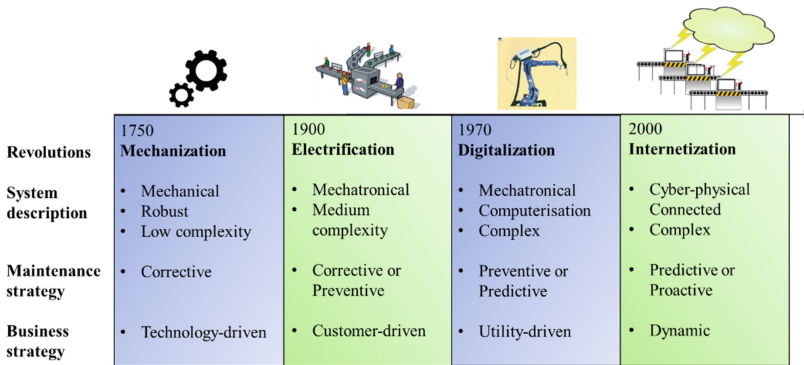 1750
Mechanization
1900
Electrification
1970
Digitalization
2000
Internetization
Revolutions
System
description
• Mechanical
• Robust
• Low complexity
• Mechatronical
• Medium
complexity
• Mechatronical
• Computerisation
• Complex
• Cyber-physical
Connected
• Complex
Maintenance
strategy
• Corrective
• Corrective or
Preventive
• Preventive or
Predictive
• Predictive or
Proactive
Business
strategy
• Technology-driven
• Customer-driven
• Utility-driven
• Dynamic